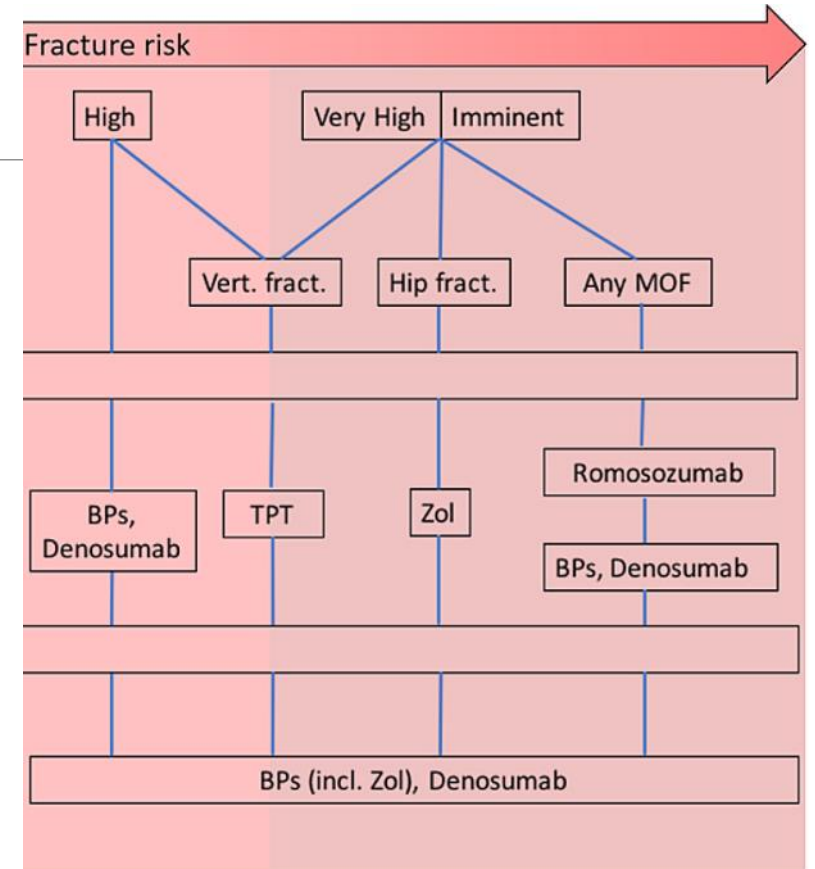 Fracture risk
High
Very High
Imminent
Vert. fract.
Hip fract.
Any MOF
Romosozumab
BPs,
Denosumab
TPT
Zol
BPs, Denosumab
BPs (incl. Zol), Denosumab